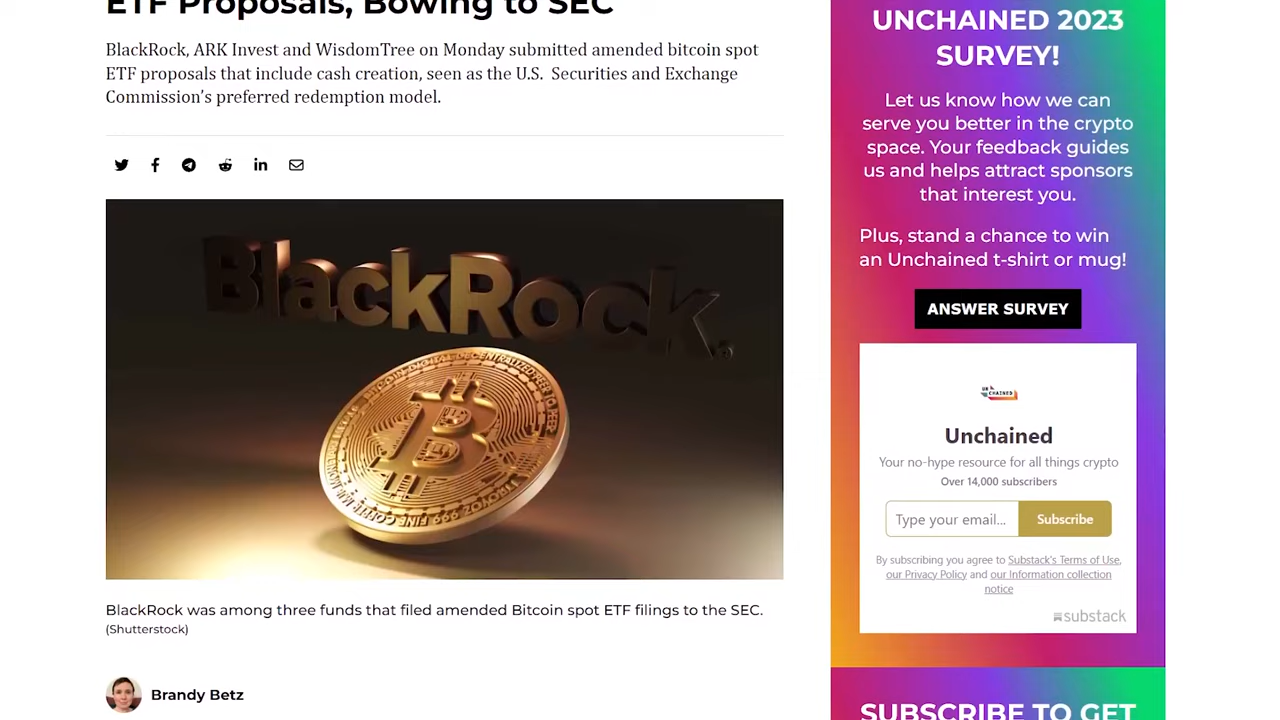 ETF Proposals, Bowing to SEC
BlackRock, ARK Invest and WisdomTree on Monday submitted amended bitcoin spot
ETF proposals that include cash creation, seen as the U.S. Securities and Exchange
Commission's preferred redemption model.
BlackRock.
BlackRock was among three funds that filed amended Bitcoin spot ETF filings to the SEC.
(Shutterstock)
Brandy Betz
UNCHAINED 2023
SURVEY!
Let us know how we can
serve you better in the crypto
space. Your feedback guides
us and helps attract sponsors
that interest you.
Plus, stand a chance to win
an Unchained t-shirt or mug!
ANSWER SURVEY
UN
CHAINED
Unchained
Your no-hype resource for all things crypto
Over 14,000 subscribers
Type your email...
Subscribe
By subscribing you agree to Substack's Terms of Use,
our Privacy Policy and our Information collection
notice
substack
SUBSCRIBE TO GET